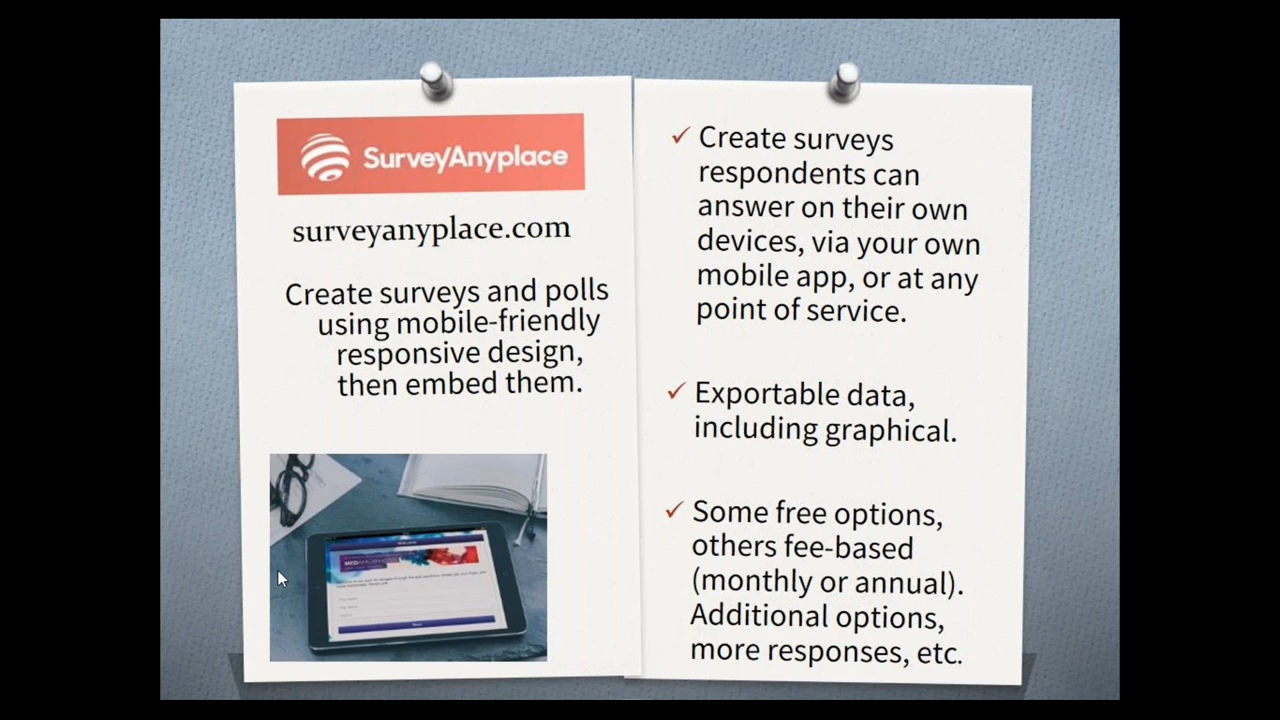 SurveyAnyplace
surveyanyplace.com
Create surveys and polls
using mobile-friendly
responsive design,
then embed them.
✓ Create surveys
respondents can
answer on their own
devices, via your own
mobile app, or at any
point of service.
✓ Exportable data,
including graphical.
✓ Some free options,
others fee-based
(monthly or annual).
Additional options,
more responses, etc.